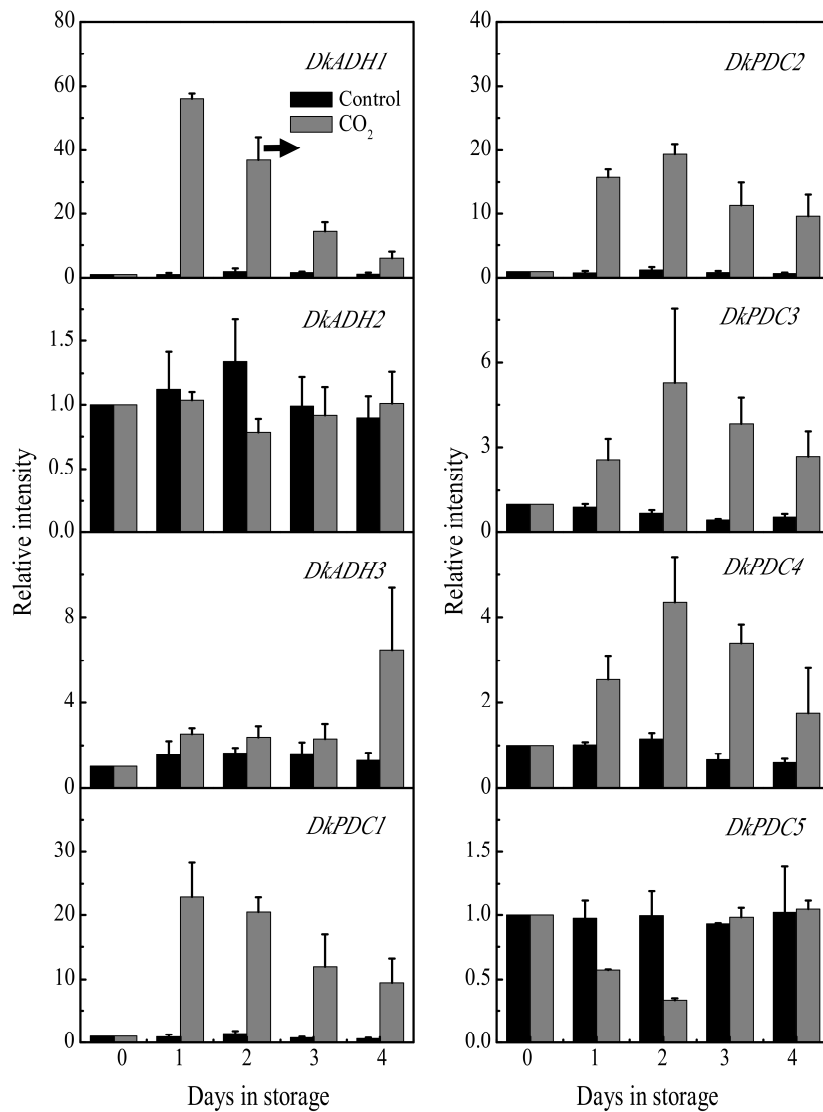 80
60
40
20
0
DkADH1
Control
CO2
1.5
1.0
0.5
0.0
DkADH2
8
4
0
DkADH3
30
20
10
0
DkPDC1
0 1 2 3 4
Days in storage
Relative intensity
40
30
20
10
0
DkPDC2
6
3
0
DkPDC3
4
2
0
DkPDC4
1.5
1.0
0.5
0.0
DkPDC5
0 1 2 3 4
Days in storage
Relative intensity